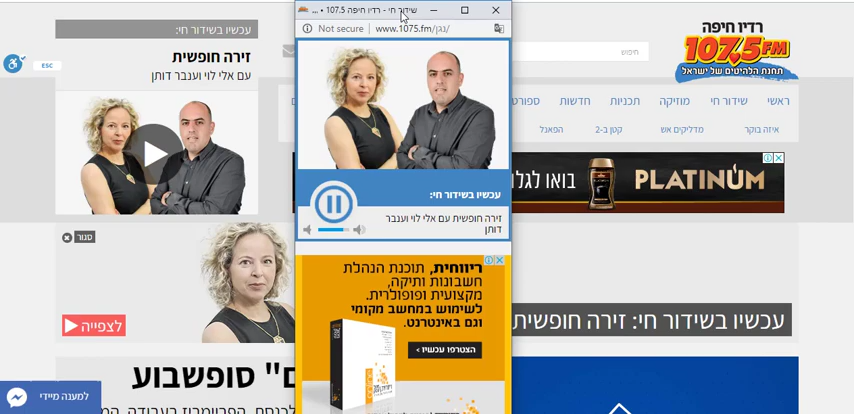 שידור חי - רדיו חיפה 107.5 • ...
Not secure
www.1075.fm/נגן/
עכשיו בשידור חי:
זירה חופשית
עם אלי לוי וענבר דותן
ESC
חיפוש
רדיו חיפה
107.5FM
תחנת הלהיטים של ישראל
ראשי
שידור חי
מוזיקה
תכניות
חדשות
ספורט
איזה בוקר
מדליקים אש
קטן ב-2
הפאנל
בואו לגלו
PLATINUM
עכשיו בשידור חי:
זירה חופשית עם אלי לוי וענבר
דותן
סגור
לצפייה
עכשיו בשידור חי: זירה חופשית
ריווחית, תוכנת הנהלת
חשבונות ותיקה,
מקצועית ופופולרית.
לשימוש במחשב מקומי
וגם באינטרנט.
הצטרפו עכשיו >
ם" סופשבוע
למענה מיידי